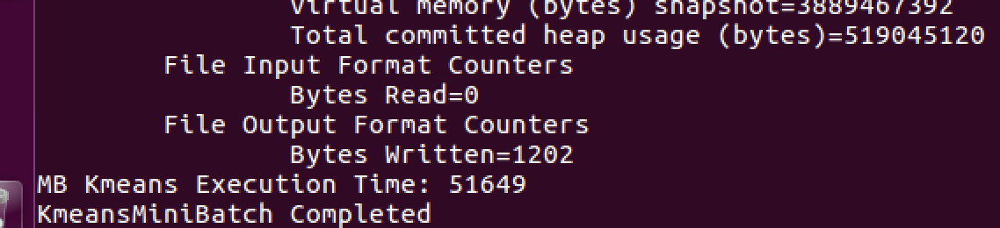 Virtual memory (bytes) snapshot=3889467392
Total committed heap usage (bytes)=519045120
File Input Format Counters
Bytes Read=0
File Output Format Counters
Bytes Written=1202
MB Kmeans Execution Time: 51649
KmeansMiniBatch Completed